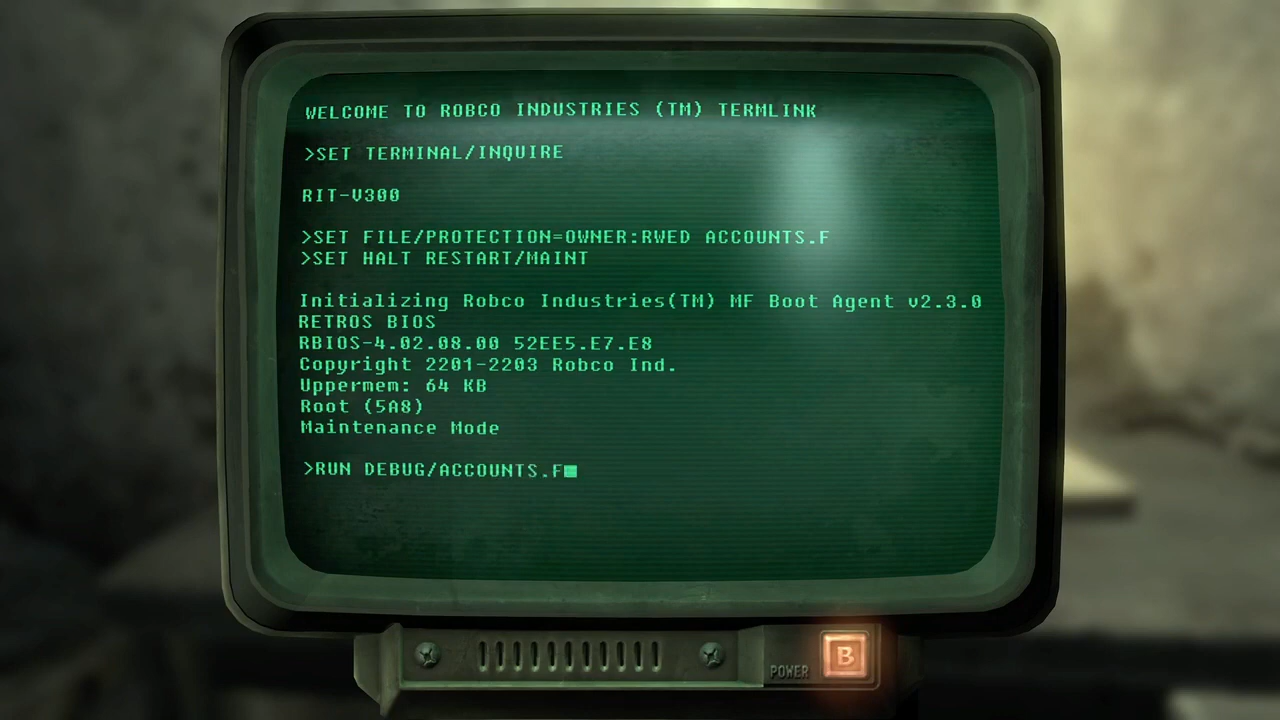 WELCOME TO ROBCO INDUSTRIES (TM) TERMLINK
>SET TERMINAL/INQUIRE
RIT-V300
>SET FILE/PROTECTION=OWNER:RWED ACCOUNTS.F
>SET HALT RESTART/MAINT
Initializing Robco Industries(TM) MF Boot Agent v2.3.0
RETROS BIOS
RBIOS-4.02.08.00 52EE5.E7.E8
Copyright 2201-2203 Robco Ind.
Uppermem: 64 KB
Root (5A8)
Maintenance Mode
>RUN DEBUG/ACCOUNTS.F
POWER B